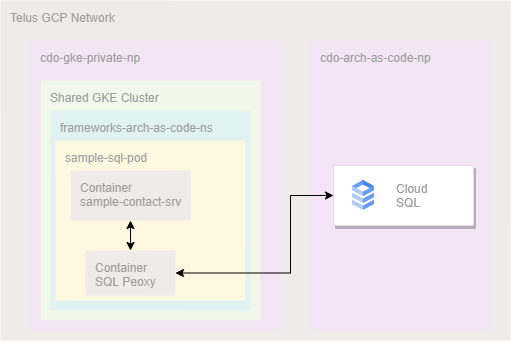 Telus GCP Network
cdo-gke-private-np
cdo-arch-as-code-np
Shared GKE Cluster
frameworks-arch-as-code-ns
sample-sql-pod
Container
sample-contact-srv
Cloud
SQL
Container
SQL Peoxy